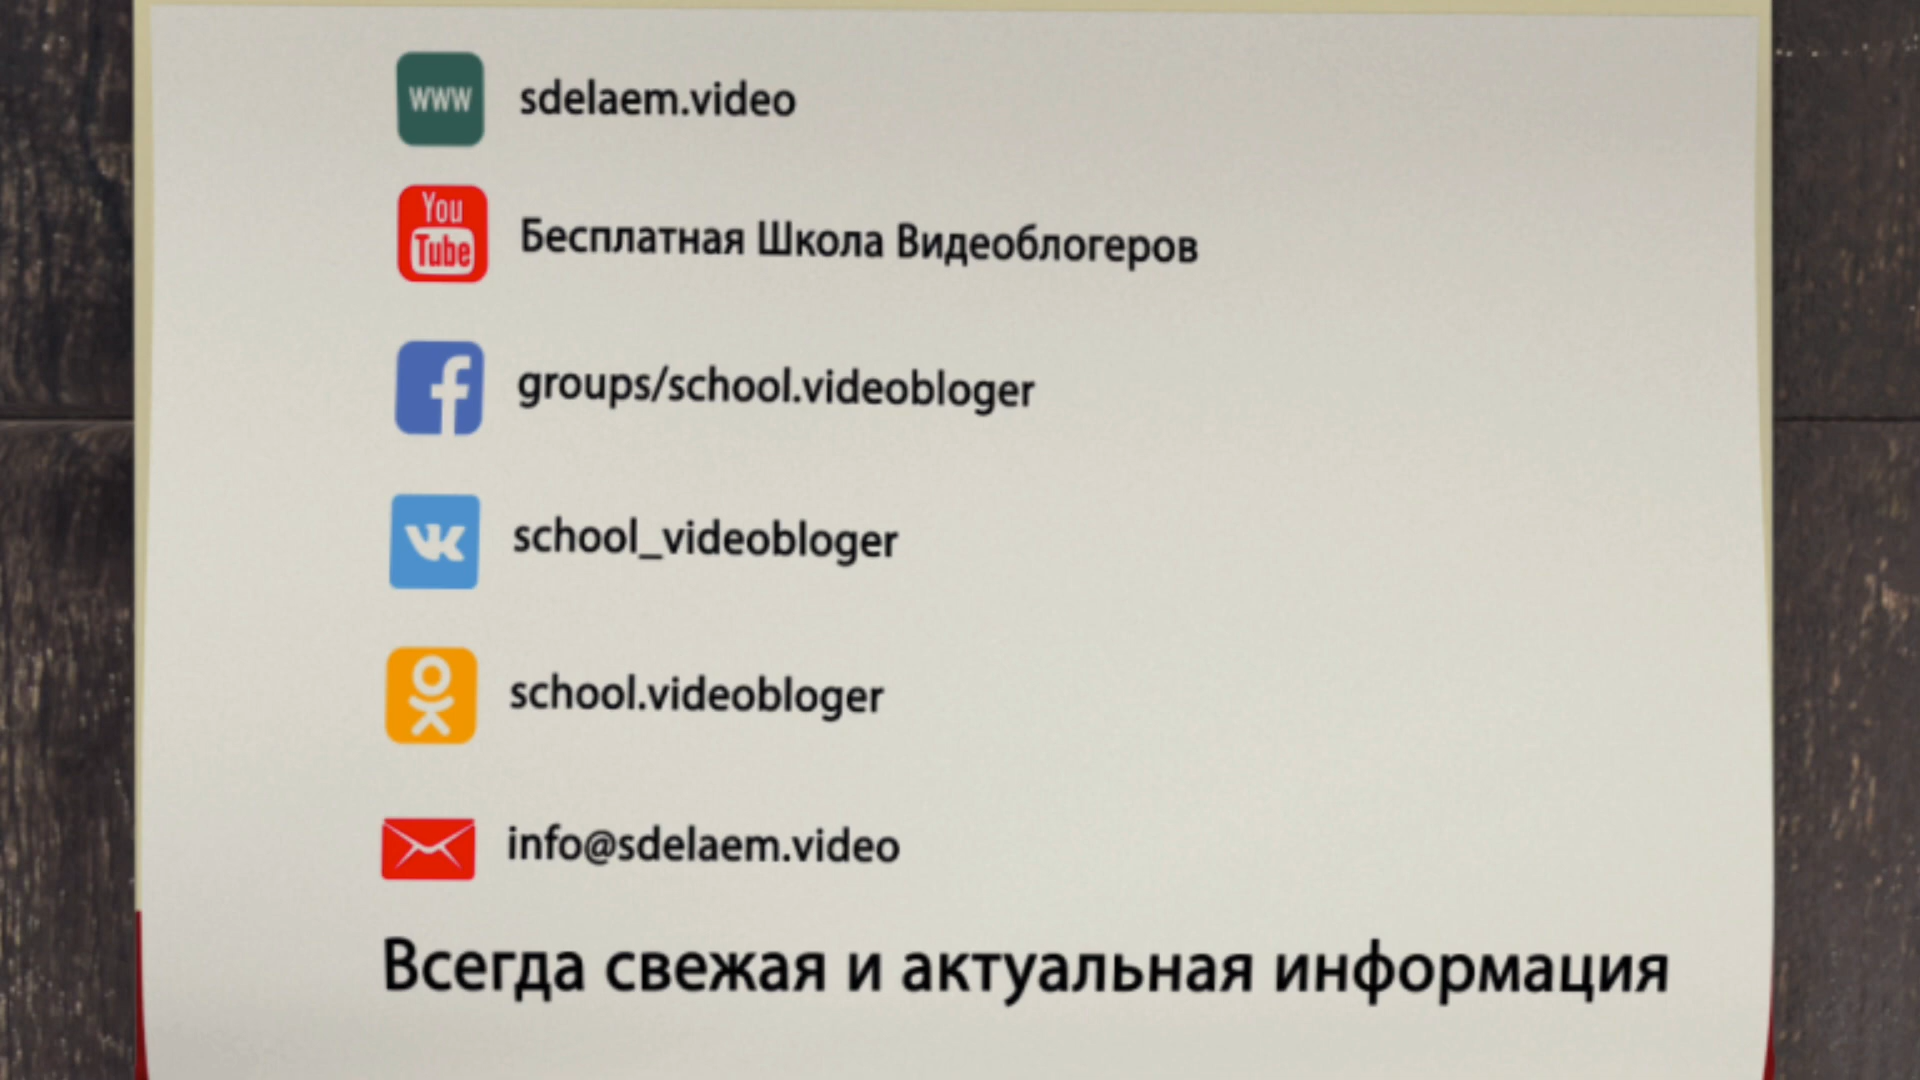 www sdelaem.video
You Tube Бесплатная Школа Видеоблогеров
f groups/school.videobloger
school_videobloger
school.videobloger
info@sdelaem.video
Всегда свежая и актуальная информация